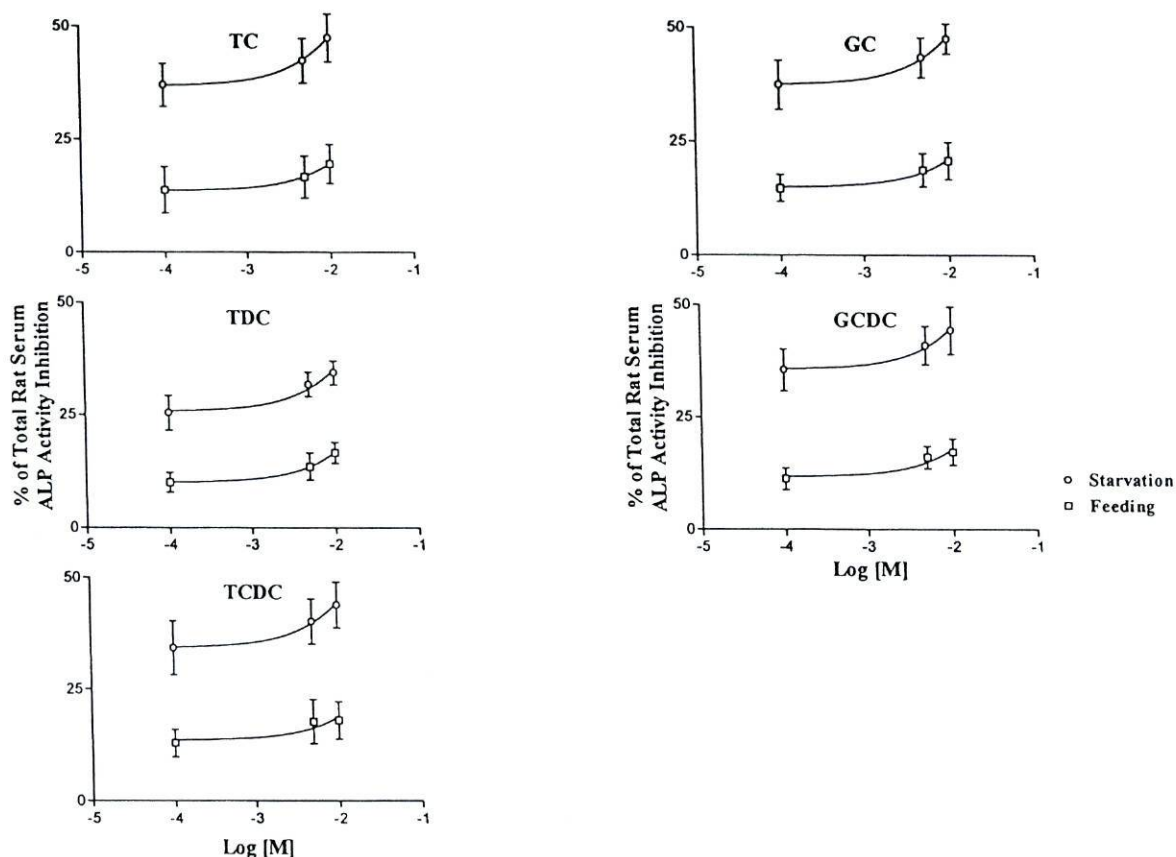 50
TC
25
0
-5 -4 -3 -2 -1
50
GC
25
0
-5 -4 -3 -2 -1
% of Total Rat Serum
ALP Activity Inhibition
50
TDC
25
0
-5 -4 -3 -2 -1
% of Total Rat Serum
ALP Activity Inhibition
50
GCDC
25
0
-5 -4 -3 -2 -1
Log [M]
Starvation
Feeding
50
TCDC
25
0
-5 -4 -3 -2 -1
Log [M]